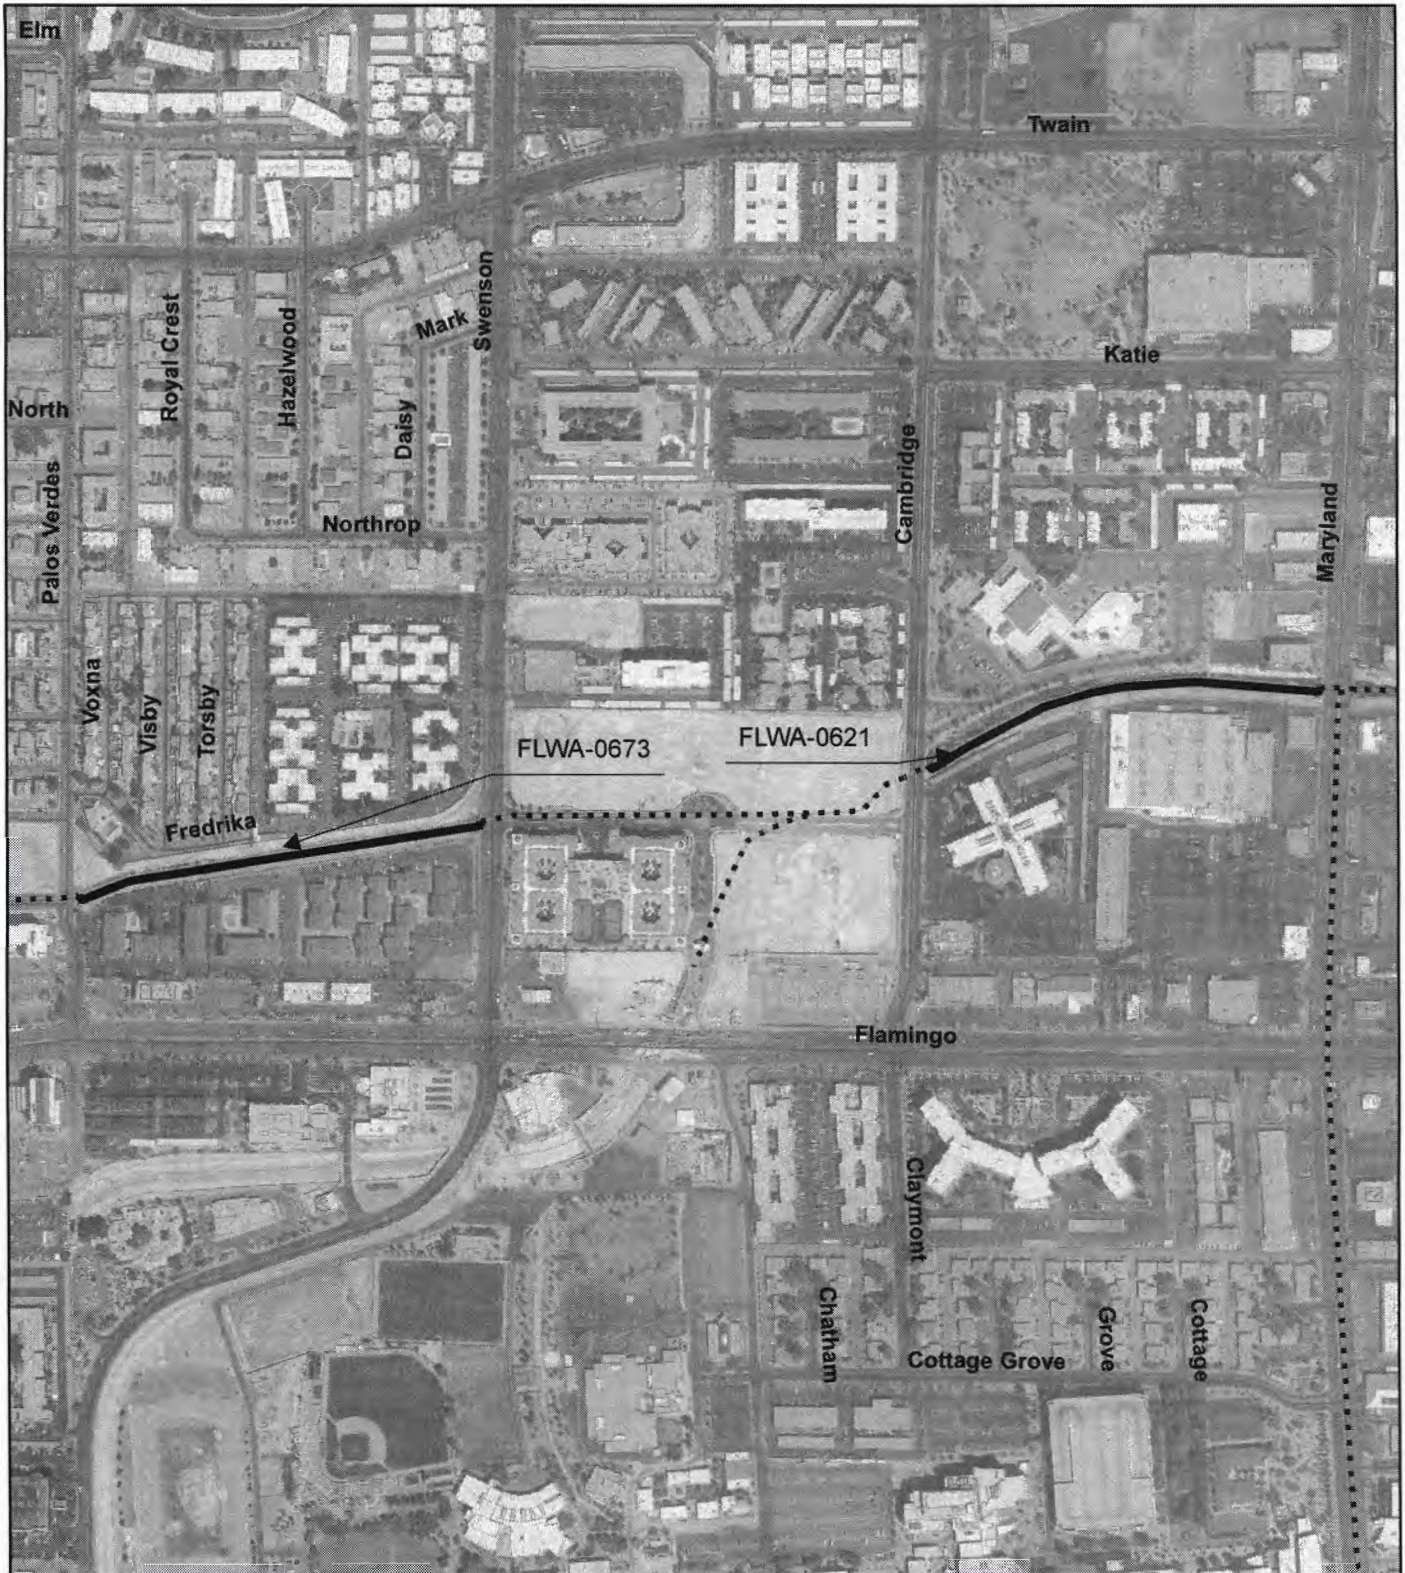 Elm
Twain
Swenson
Mark
Royal Crest
Hazelwood
Katie
North
Daisy
Cambridge
Palos Verdes
Northrop
Maryland
Voxna
Visby
Torsby
FLWA-0673
FLWA-0621
Fredrika
Flamingo
Claymont
Chatham
Grove
Cottage
Cottage Grove